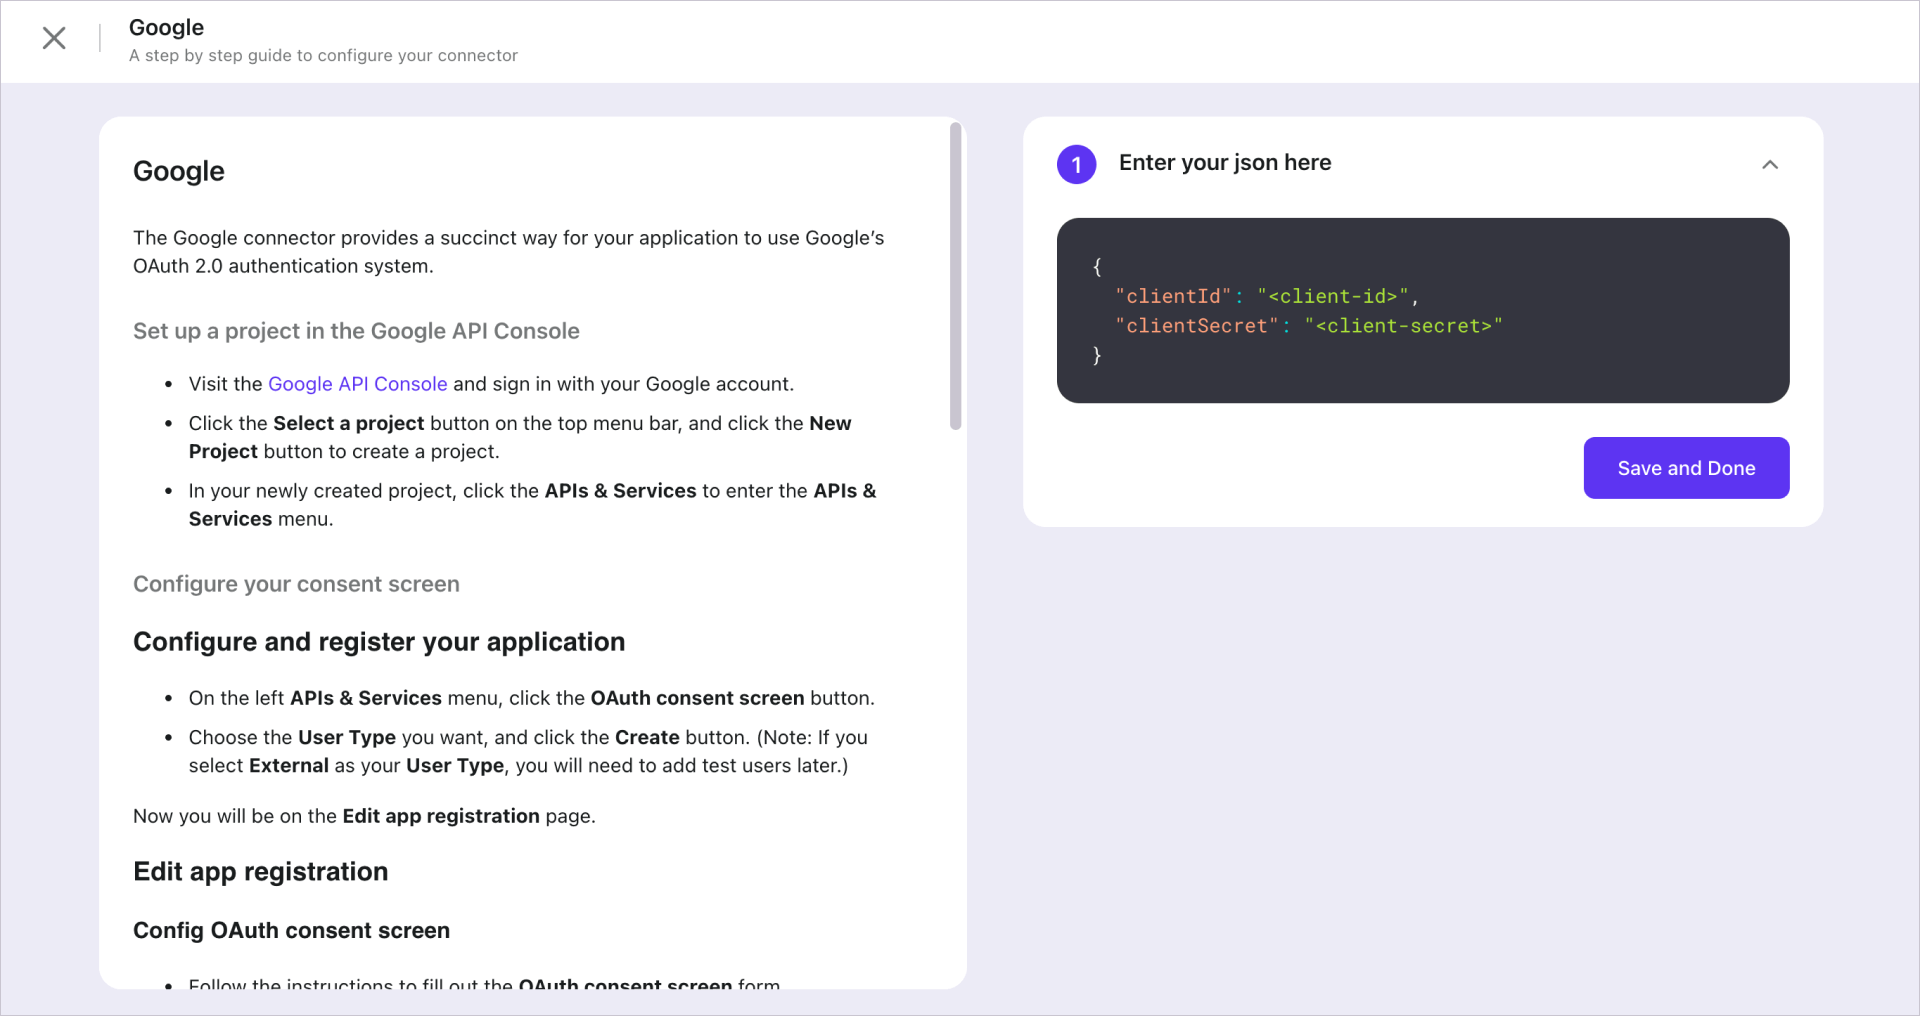 Google
A step by step guide to configure your connector
Google
The Google connector provides a succinct way for your application to use Google’s
OAuth 2.0 authentication system.
Set up a project in the Google API Console
• Visit the Google API Console and sign in with your Google account.
• Click the Select a project button on the top menu bar, and click the New
Project button to create a project.
• In your newly created project, click the APIs & Services to enter the APIs &
Services menu.
Configure your consent screen
Configure and register your application
• On the left APIs & Services menu, click the OAuth consent screen button.
• Choose the User Type you want, and click the Create button. (Note: If you
select External as your User Type, you will need to add test users later.)
Now you will be on the Edit app registration page.
Edit app registration
Config OAuth consent screen
• Follow the instructions to fill out the OAuth consent screen form.
1 Enter your json here
{
"clientId": "<client-id>",
"clientSecret": "<client-secret>"
}
Save and Done